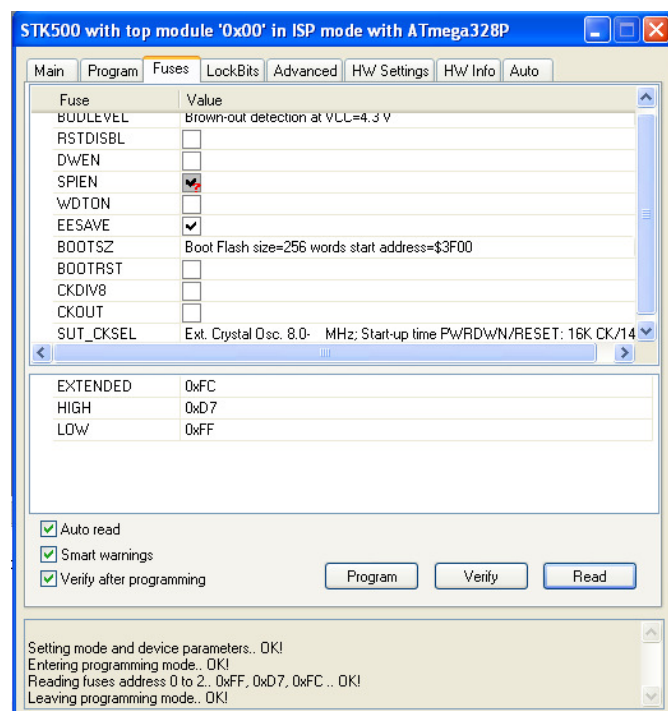 STK500 with top module '0x00' in ISP mode with ATmega328P
Main Program Fuses LockBits Advanced HW Settings HW Info Auto
Fuse Value
BODLEVEL Brown-out detection at VCC=4.3 V
RSTDISBL
DWEN
SPIEN
WDTON
EESAVE
BOOTSZ Boot Flash size=256 words start address=$3F00
BOOTRST
CKDIV8
CKOUT
SUT_CKSEL Ext. Crystal Osc. 8.0- MHz; Start-up time PWRDWN/RESET: 16K CK/14
EXTENDED 0xFC
HIGH 0xD7
LOW 0xFF
Auto read
Smart warnings
Verify after programming Program Verify Read
Setting mode and device parameters.. OK!
Entering programming mode.. OK!
Reading fuses address 0 to 2.. 0xFF, 0xD7, 0xFC .. OK!
Leaving programming mode.. OK!